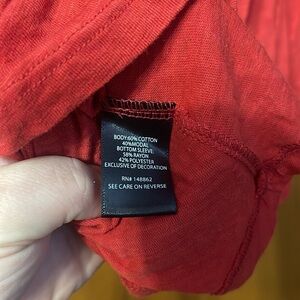 BODY:60% COTTON
40%MODAL
BOTTOM SLEEVE
58% RAYON
42% POLYESTER
EXCLUSIVE OF DECORATION
RN# 148862
SEE CARE ON REVERSE